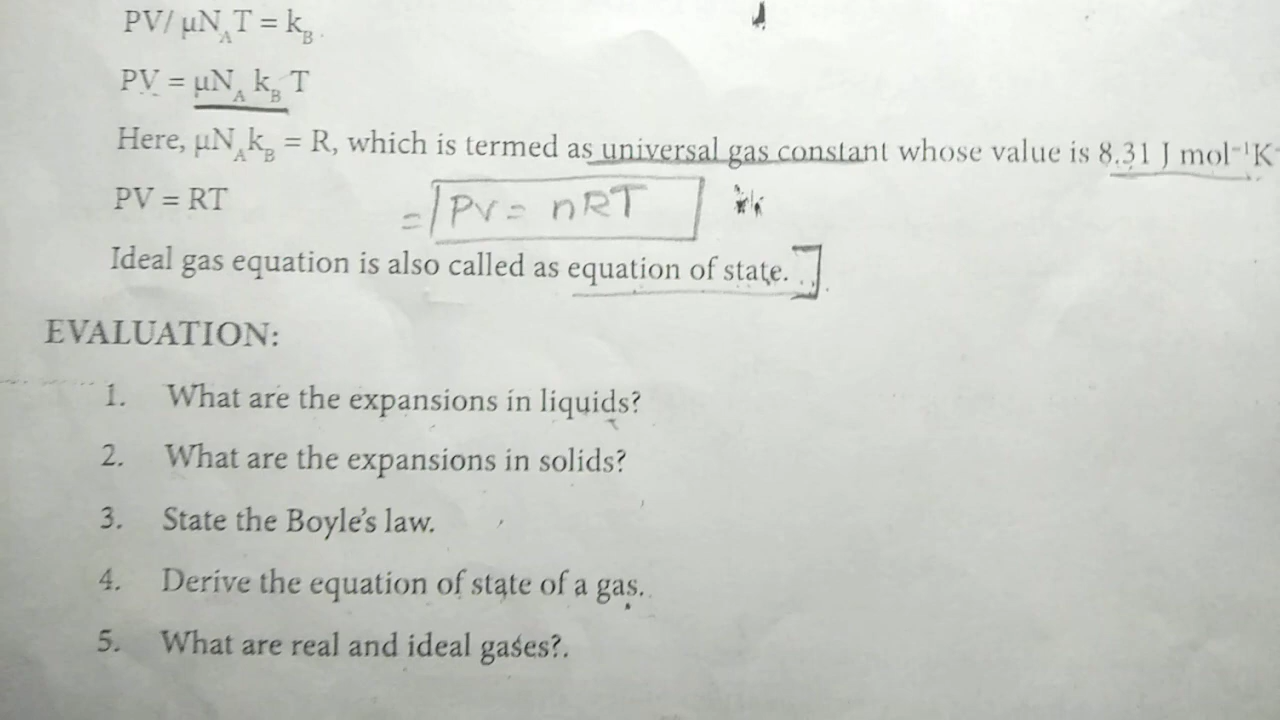 PV/ μN_A T = k_B.
PV = μN_A k_B T
Here, μN_A k_B = R, which is termed as universal gas constant whose value is 8.31 J mol⁻¹K⁻
PV = RT = PV = nRT
Ideal gas equation is also called as equation of state.
EVALUATION:
1. What are the expansions in liquids?
2. What are the expansions in solids?
3. State the Boyle's law.
4. Derive the equation of state of a gas.
5. What are real and ideal gases?.